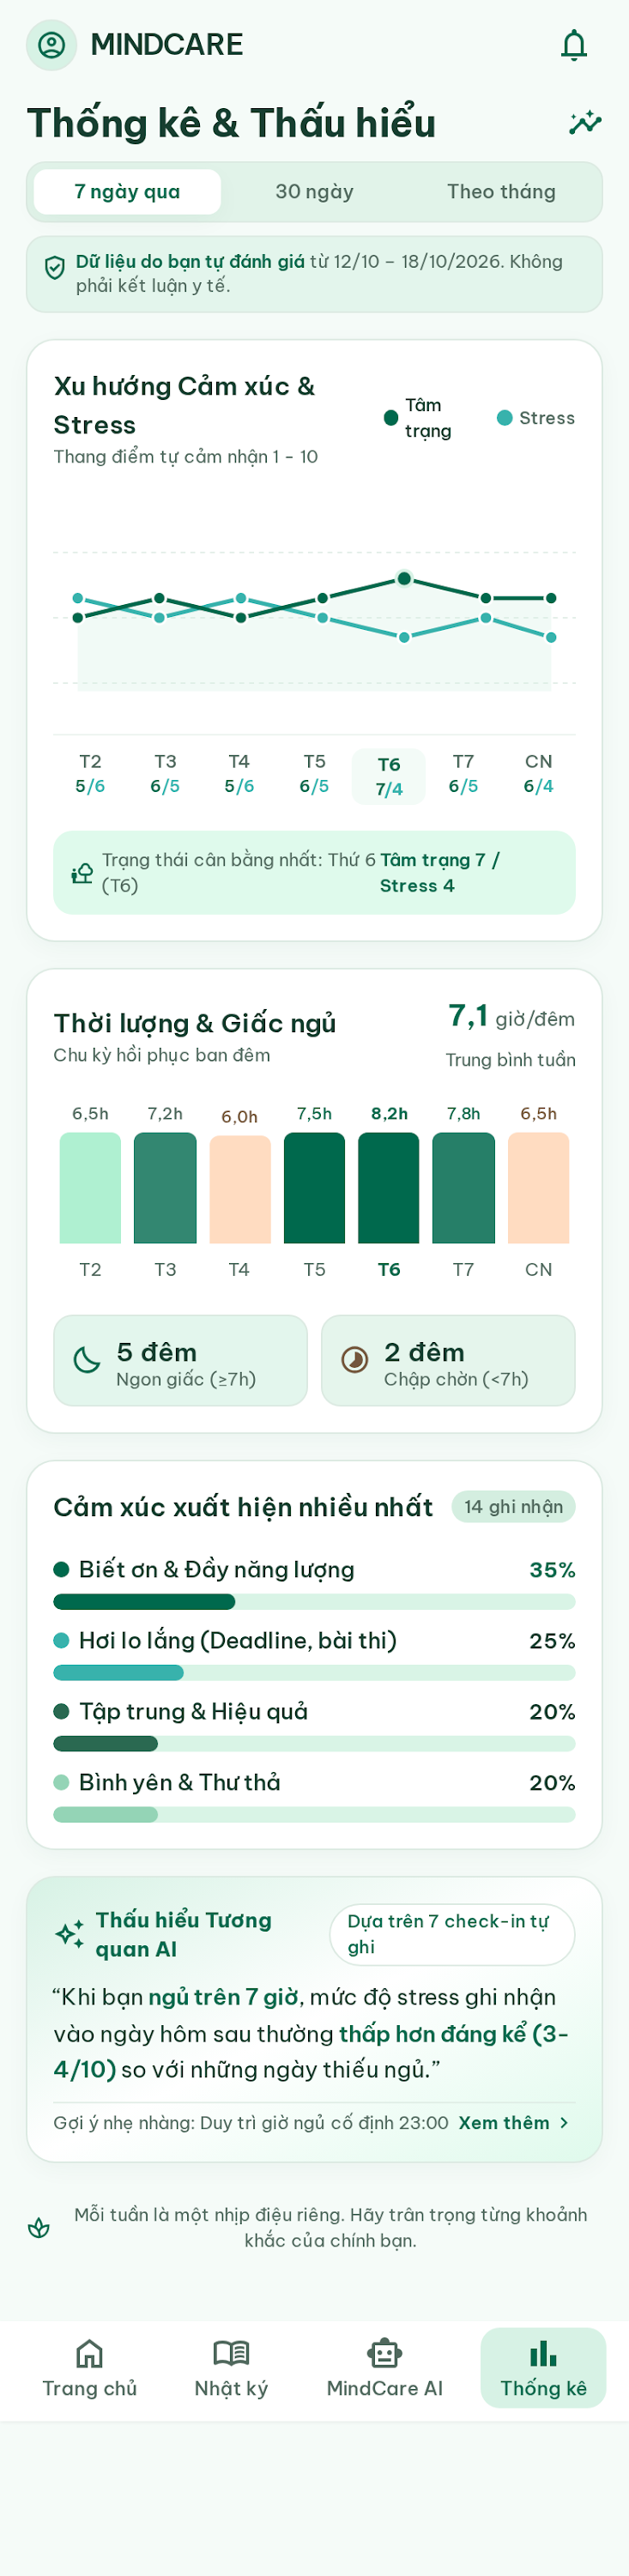 MINDCARE
Thống kê & Thấu hiểu
7 ngày qua
30 ngày
Theo tháng
Dữ liệu do bạn tự đánh giá từ 12/10 – 18/10/2026. Không
phải kết luận y tế.
Xu hướng Cảm xúc &
Stress
Thang điểm tự cảm nhận 1 - 10
Tâm
trạng
Stress
T2 T3 T4 T5 T6 T7 CN
5/6 6/5 5/6 6/5 7/4 6/5 6/4
Trạng thái cân bằng nhất: Thứ 6
(T6)
Tâm trạng 7 /
Stress 4
Thời lượng & Giấc ngủ
Chu kỳ hồi phục ban đêm
7,1 giờ/đêm
Trung bình tuần
6,5h 7,2h 6,0h 7,5h 8,2h 7,8h 6,5h
T2 T3 T4 T5 T6 T7 CN
5 đêm
Ngon giấc (≥7h)
2 đêm
Chập chờn (<7h)
Cảm xúc xuất hiện nhiều nhất
14 ghi nhận
Biết ơn & Đầy năng lượng 35%
Hơi lo lắng (Deadline, bài thi) 25%
Tập trung & Hiệu quả 20%
Bình yên & Thư thả 20%
Thấu hiểu Tương
quan AI
Dựa trên 7 check-in tự
ghi
“Khi bạn ngủ trên 7 giờ, mức độ stress ghi nhận
vào ngày hôm sau thường thấp hơn đáng kể (3-
4/10) so với những ngày thiếu ngủ.”
Gợi ý nhẹ nhàng: Duy trì giờ ngủ cố định 23:00
Xem thêm
Mỗi tuần là một nhịp điệu riêng. Hãy trân trọng từng khoảnh
khắc của chính bạn.
Trang chủ
Nhật ký
MindCare AI
Thống kê